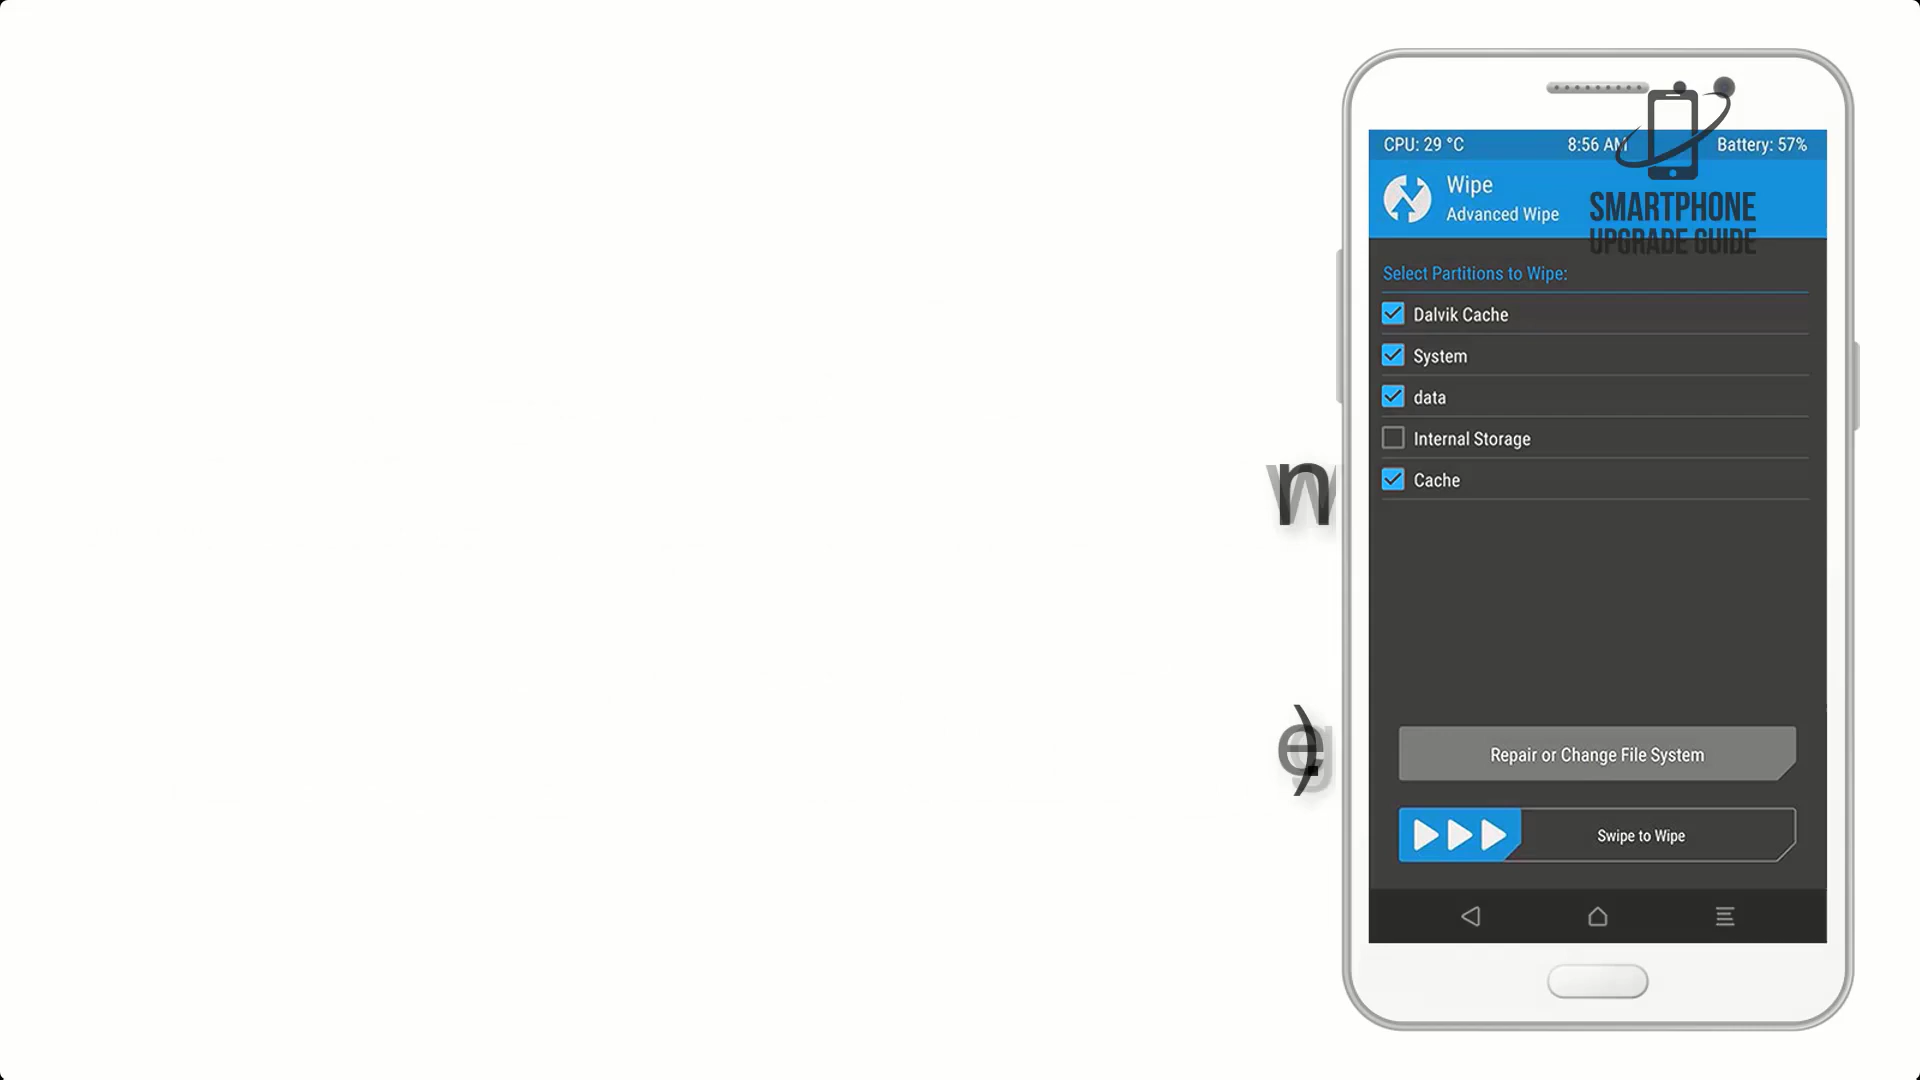 CPU: 29 °C 8:56 AM Battery: 57%
Wipe
Advanced Wipe
SMARTPHONE
UPGRADE GUIDE
Select Partitions to Wipe:
Dalvik Cache
System
data
Internal Storage
Cache
Repair or Change File System
Swipe to Wipe